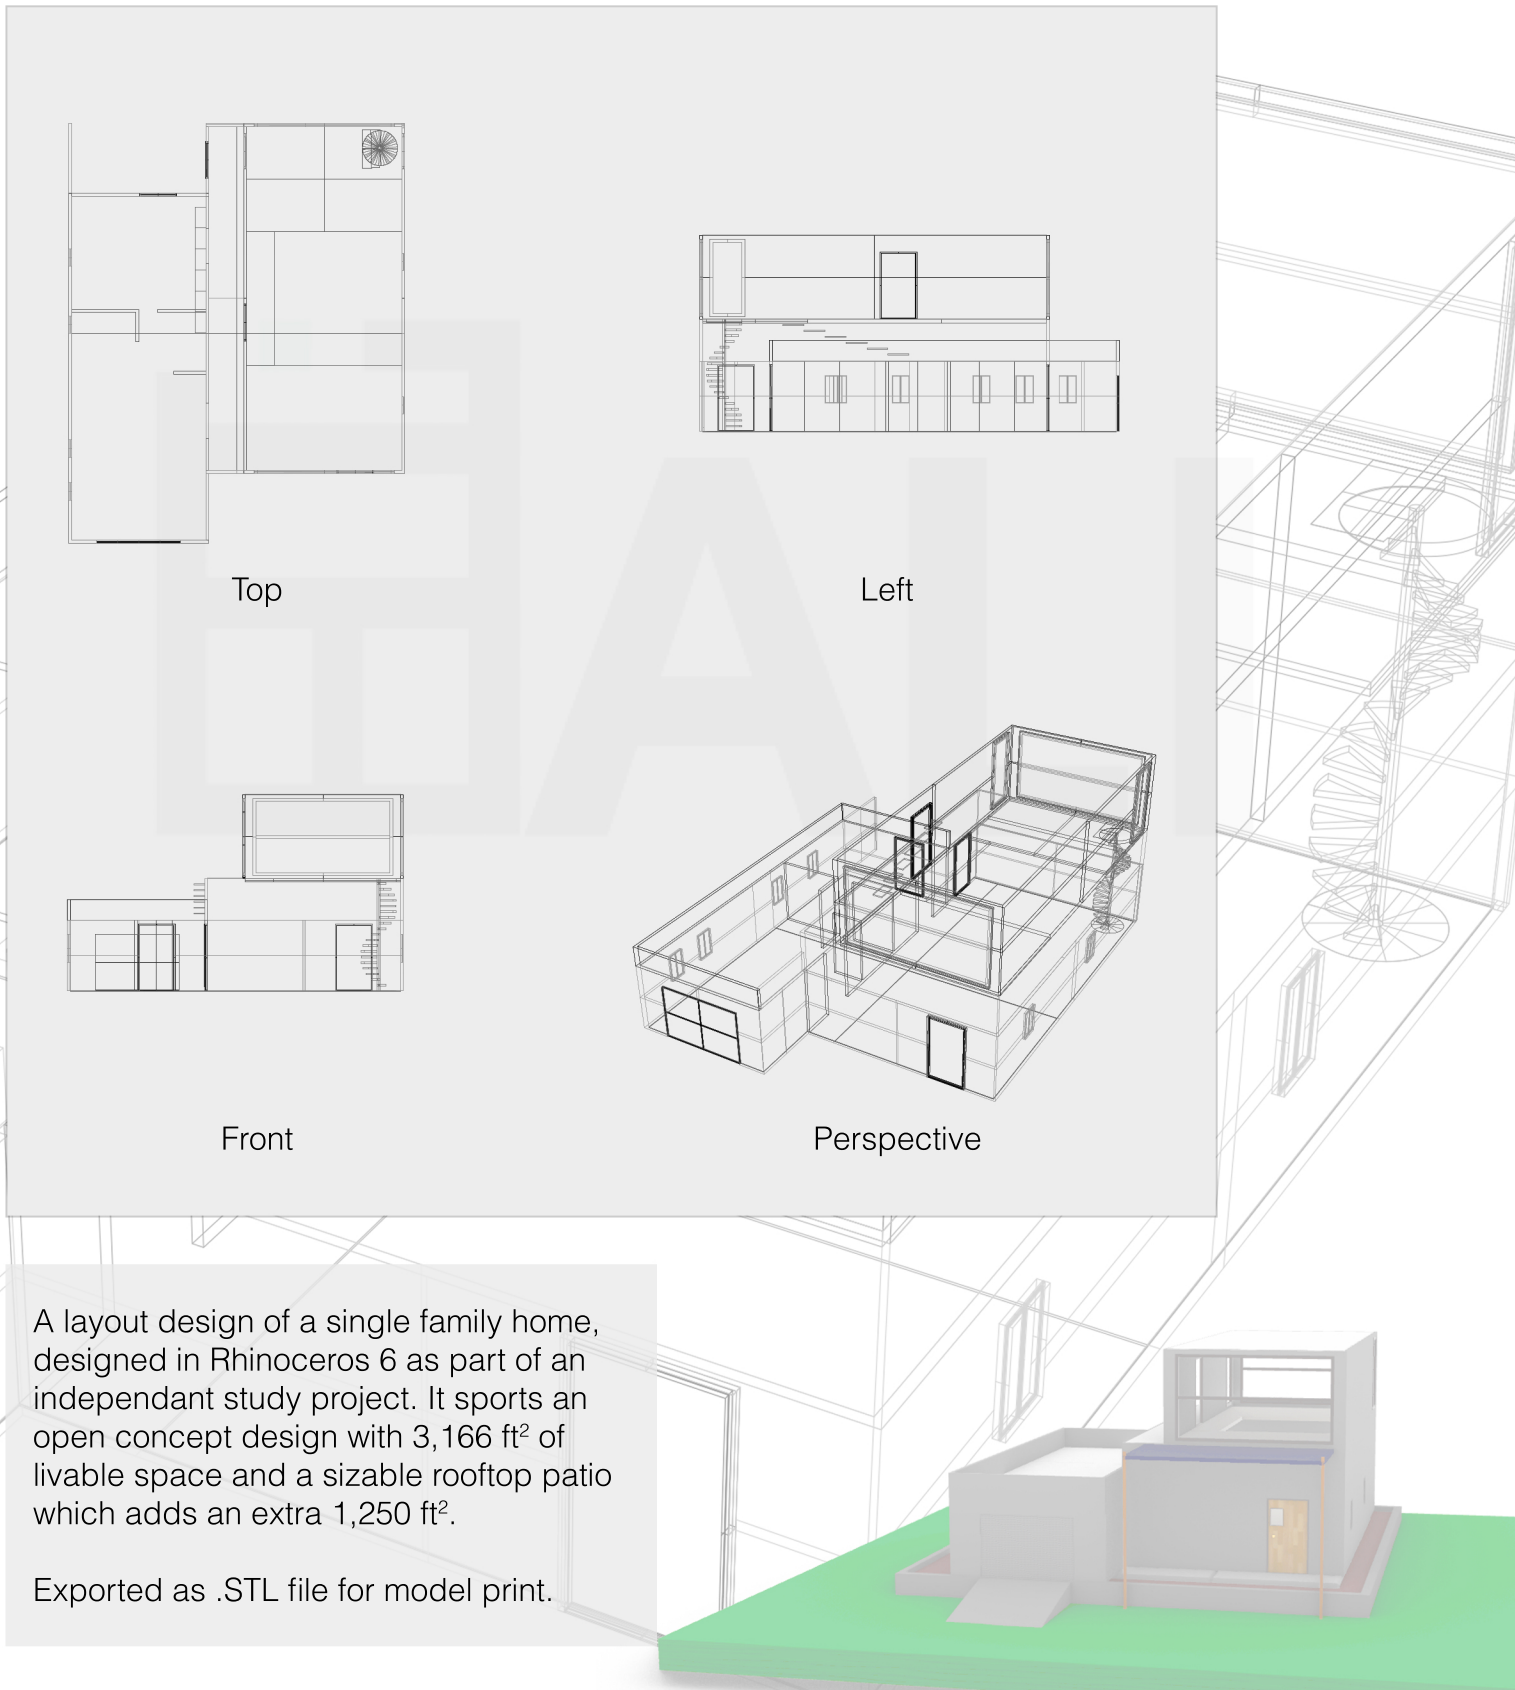 Top
Left
Front
Perspective
A layout design of a single family home,
designed in Rhinoceros 6 as part of an
independant study project. It sports an
open concept design with 3,166 ft² of
livable space and a sizable rooftop patio
which adds an extra 1,250 ft².
Exported as .STL file for model print.